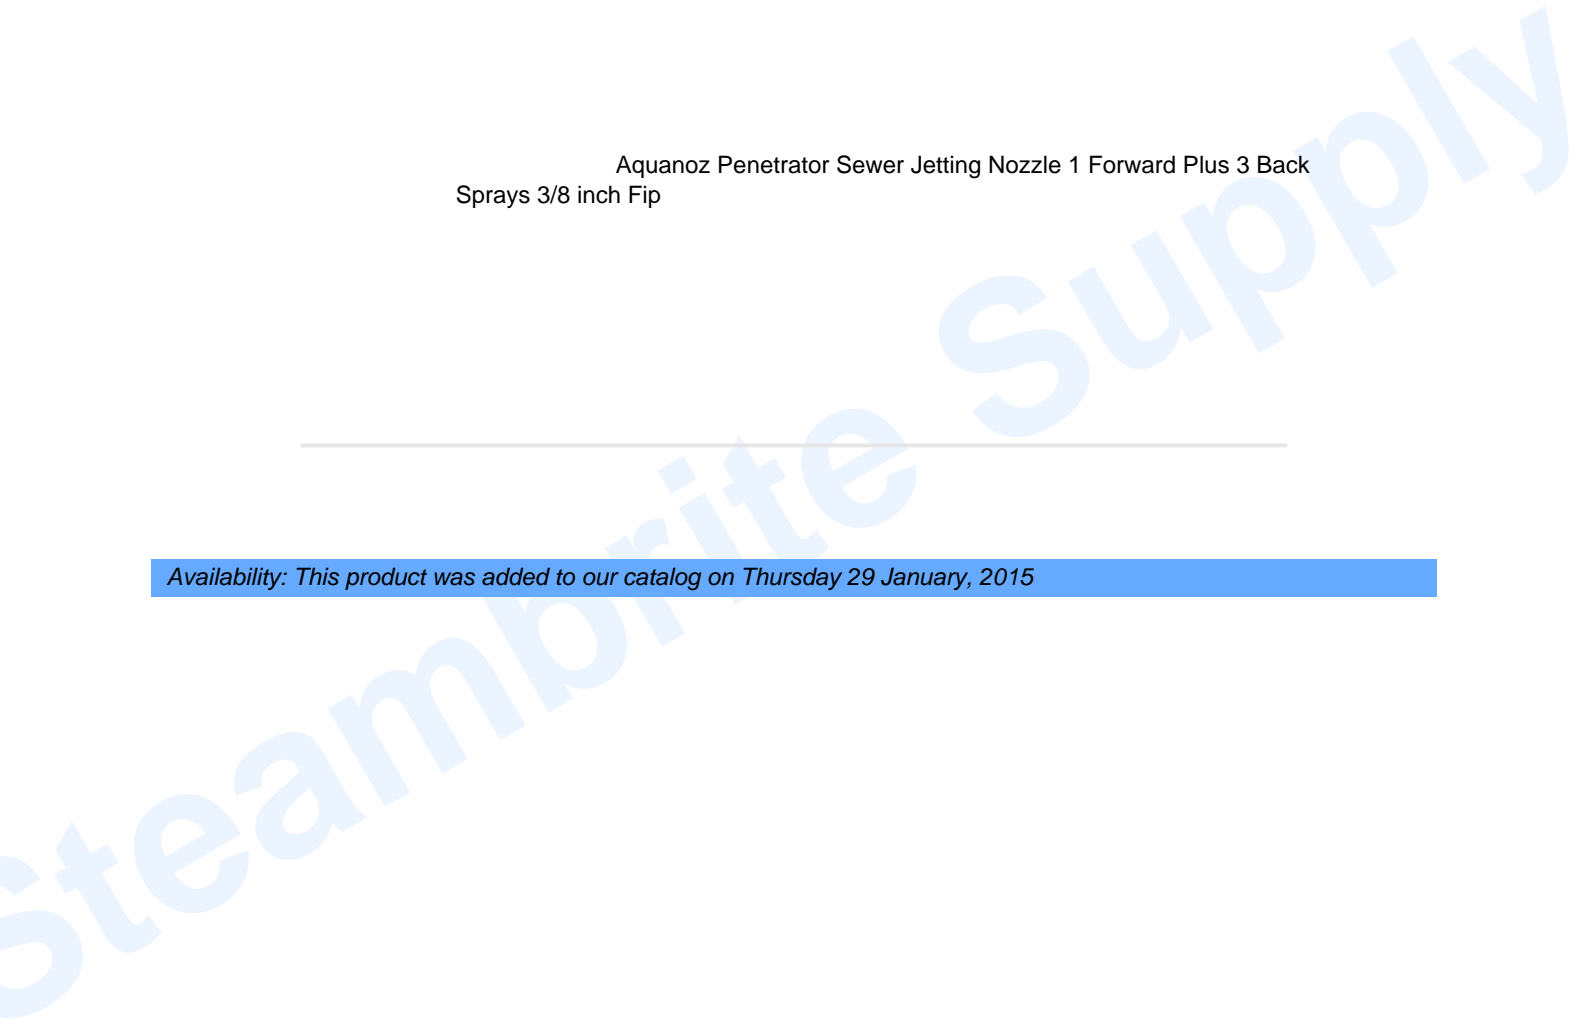 Aquanoz Penetrator Sewer Jetting Nozzle 1 Forward Plus 3 Back
Sprays 3/8 inch Fip
Availability: This product was added to our catalog on Thursday 29 January, 2015
Steambrite Supply